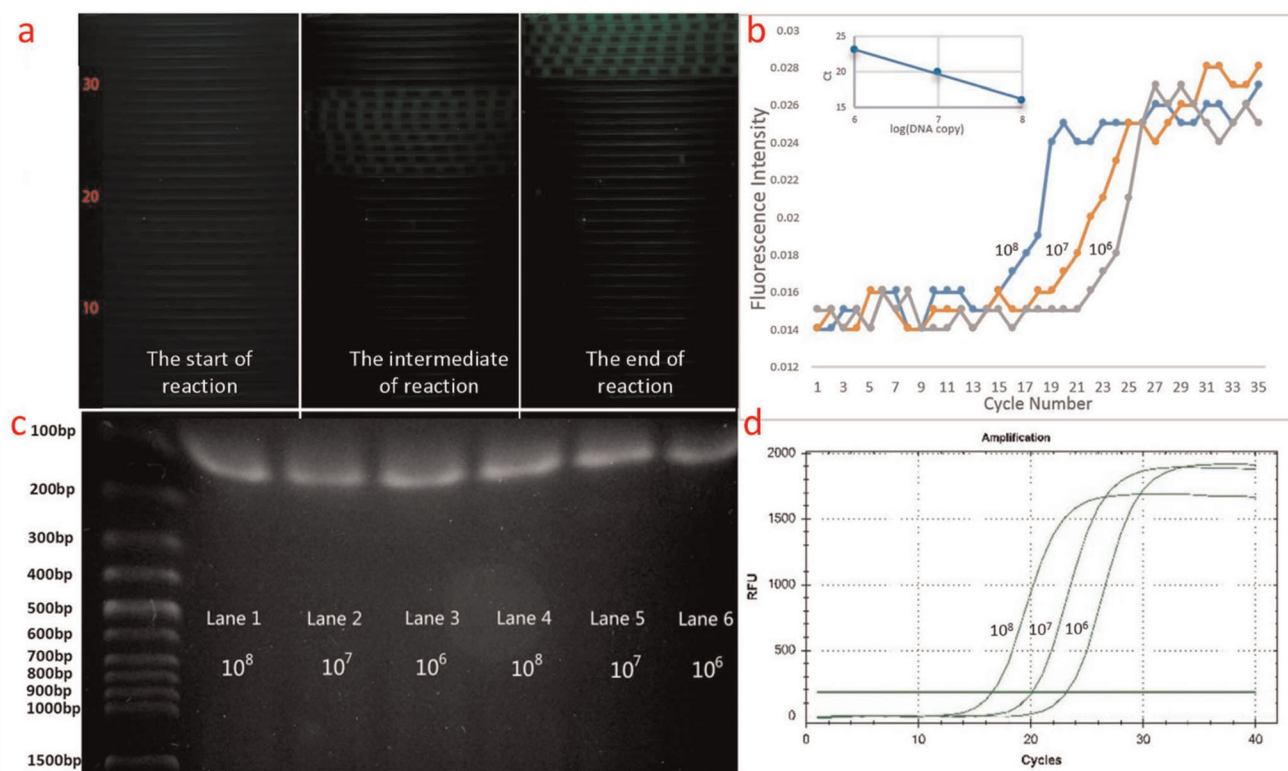 a
30
20
10
The start of
reaction
The intermediate
of reaction
The end of
reaction
b
0.03
0.028
0.026
0.024
0.022
0.02
0.018
0.016
0.014
0.012
Fluorescence Intensity
25
20
15
Ct
6 7 8
log(DNA copy)
10⁸ 10⁷ 10⁶
1 3 5 7 9 11 13 15 17 19 21 23 25 27 29 31 33 35
Cycle Number
c
100bp
200bp
300bp
400bp
500bp
600bp
700bp
800bp
900bp
1000bp
1500bp
Lane 1 Lane 2 Lane 3 Lane 4 Lane 5 Lane 6
10⁸ 10⁷ 10⁶ 10⁸ 10⁷ 10⁶
d
Amplification
2000
1500
1000
500
0
RFU
10⁸ 10⁷ 10⁶
0 10 20 30 40
Cycles